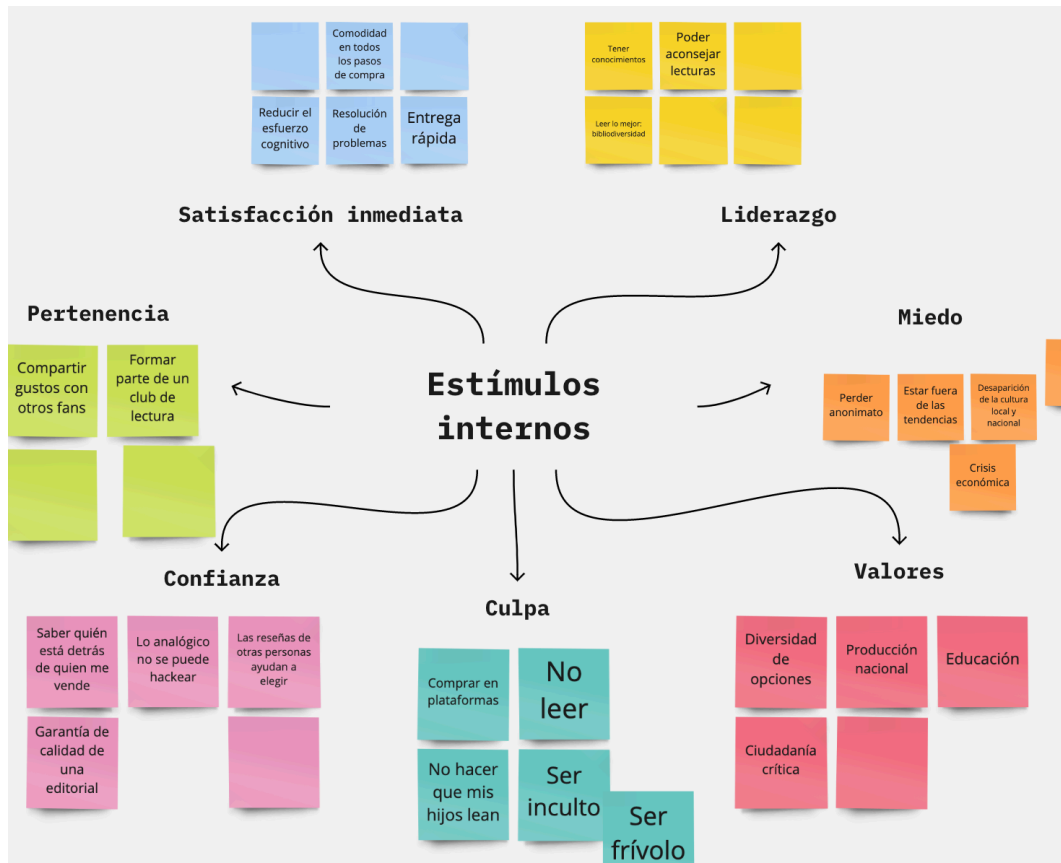 Comodidad
en todos
los pasos
de compra
Reducir el
esfuerzo
cognitivo
Resolución
de
problemas
Entrega
rápida
Satisfacción inmediata
Tener
conocimientos
Poder
aconsejar
lecturas
Leer lo mejor:
bibliodiversidad
Liderazgo
Pertenencia
Compartir
gustos con
otros fans
Formar
parte de un
club de
lectura
Estímulos
internos
Miedo
Perder
anonimato
Estar fuera
de las
tendencias
Desaparición
de la cultura
local y
nacional
Crisis
económica
Confianza
Saber quién
está detrás
de quien me
vende
Lo analógico
no se puede
hackear
Las reseñas de
otras personas
ayudan a
elegir
Garantía de
calidad de
una
editorial
Culpa
Comprar en
plataformas
No
leer
No hacer
que mis
hijos lean
Ser
inculto
Ser
frívolo
Valores
Diversidad
de
opciones
Producción
nacional
Educación
Ciudadanía
crítica